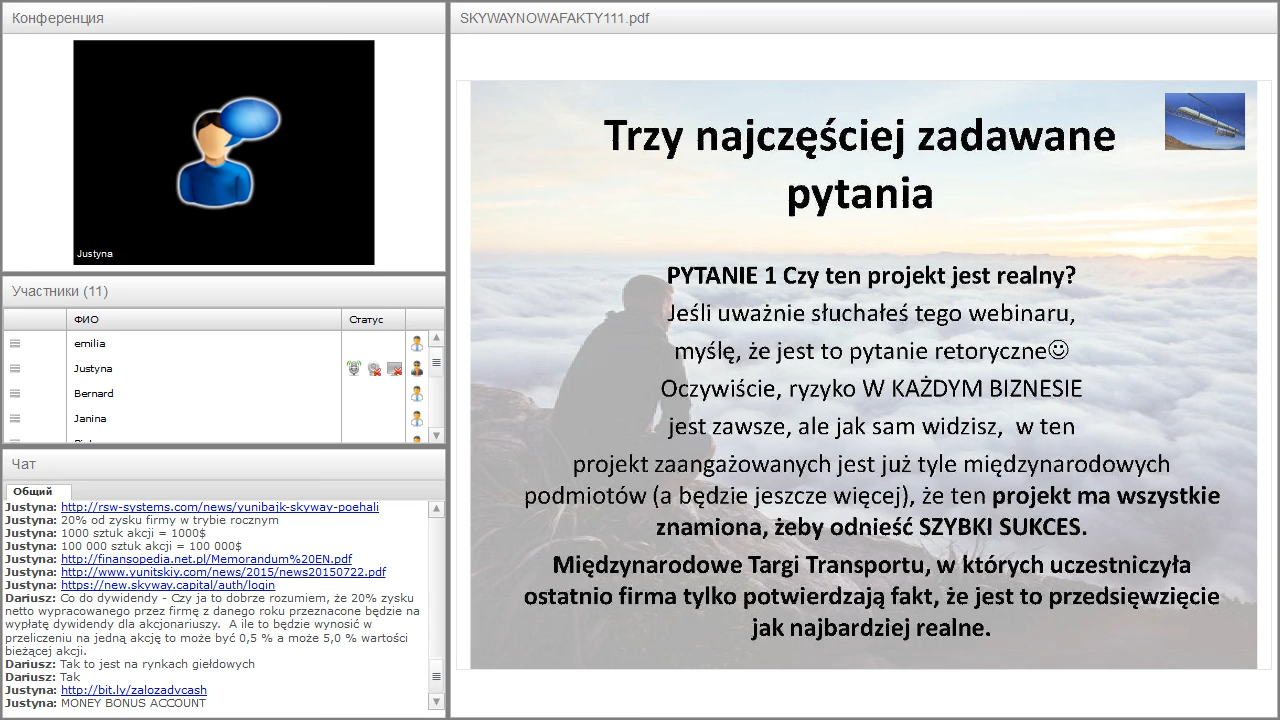 Конференция
Justyna
Участники (11)
ФИО
Статус
emilia
Justyna
Bernard
Janina
Чат
Общий
Justyna: http://rsw-systems.com/news/yunibajk-skyway-poehali
Justyna: 20% od zysku firmy w trybie rocznym
Justyna: 1000 sztuk akcji = 1000$
Justyna: 100 000 sztuk akcji = 100 000$
Justyna: http://finansopedia.net.pl/Memorandum%20EN.pdf
Justyna: http://www.yunitskiy.com/news/2015/news20150722.pdf
Justyna: https://new.skyway.capital/auth/login
Dariusz: Co do dywidendy - Czy ja to dobrze rozumiem, że 20% zysku
netto wypracowanego przez firmę z danego roku przeznaczone będzie na
wypłatę dywidendy dla akcjonariuszy.  A ile to będzie wynosić w
przeliczeniu na jedną akcję to może być 0,5 % a może 5,0 % wartości
bieżącej akcji.
Dariusz: Tak to jest na rynkach giełdowych
Dariusz: Tak
Justyna: http://bit.ly/zalozadvcash
Justyna: MONEY BONUS ACCOUNT
SKYWAYNOWAFAKTY111.pdf
Trzy najczęściej zadawane
pytania
PYTANIE 1 Czy ten projekt jest realny?
Jeśli uważnie słuchałeś tego webinaru,
myślę, że jest to pytanie retoryczne☺
Oczywiście, ryzyko W KAŻDYM BIZNESIE
jest zawsze, ale jak sam widzisz,  w ten
projekt zaangażowanych jest już tyle międzynarodowych
podmiotów (a będzie jeszcze więcej), że ten projekt ma wszystkie
znamiona, żeby odnieść SZYBKI SUKCES.
Międzynarodowe Targi Transportu, w których uczestniczyła
ostatnio firma tylko potwierdzają fakt, że jest to przedsięwzięcie
jak najbardziej realne.